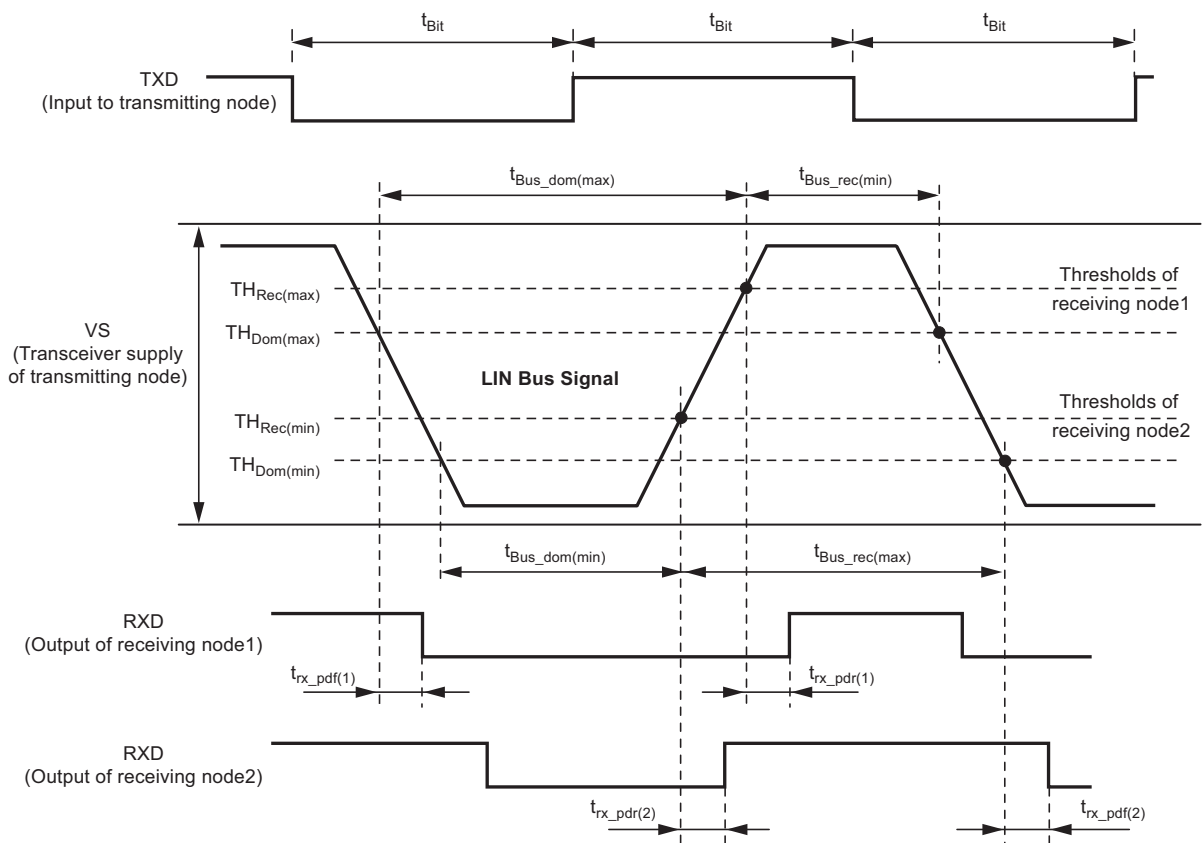 tBit
tBit
tBit
TXD
(Input to transmitting node)
tBus_dom(max)
tBus_rec(min)
THRec(max)
Thresholds of
receiving node1
THDom(max)
VS
(Transceiver supply
of transmitting node)
LIN Bus Signal
THRec(min)
Thresholds of
receiving node2
THDom(min)
tBus_dom(min)
tBus_rec(max)
RXD
(Output of receiving node1)
trx_pdf(1)
trx_pdr(1)
RXD
(Output of receiving node2)
trx_pdr(2)
trx_pdf(2)